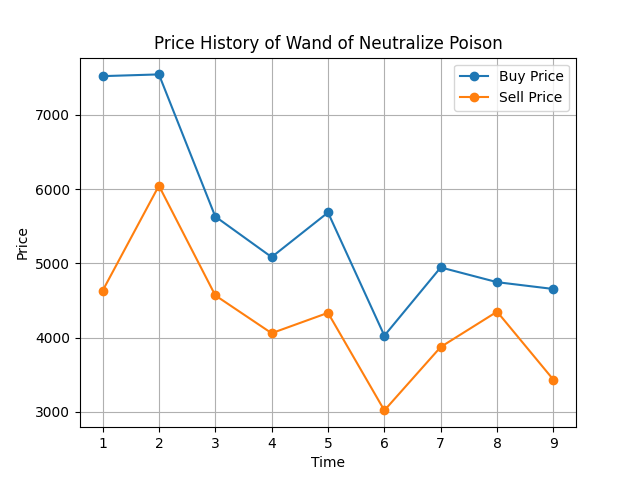 Price History of Wand of Neutralize Poison
Buy Price
Sell Price
7000
6000
5000
4000
3000
Price
1 2 3 4 5 6 7 8 9
Time